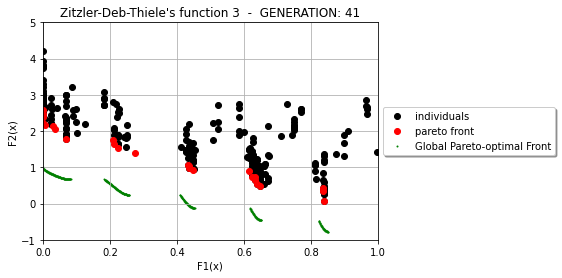 Zitzler-Deb-Thiele's function 3 - GENERATION: 41
5
4
3
2
1
0
−1
F2(x)
0.0 0.2 0.4 0.6 0.8 1.0
F1(x)
individuals
pareto front
Global Pareto-optimal Front